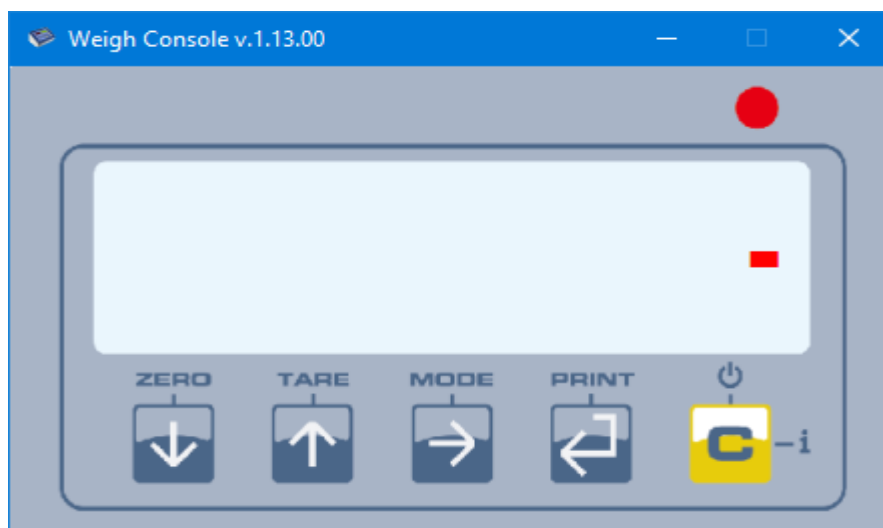 Weigh Console v.1.13.00
-
ZERO TARE MODE PRINT
C -i